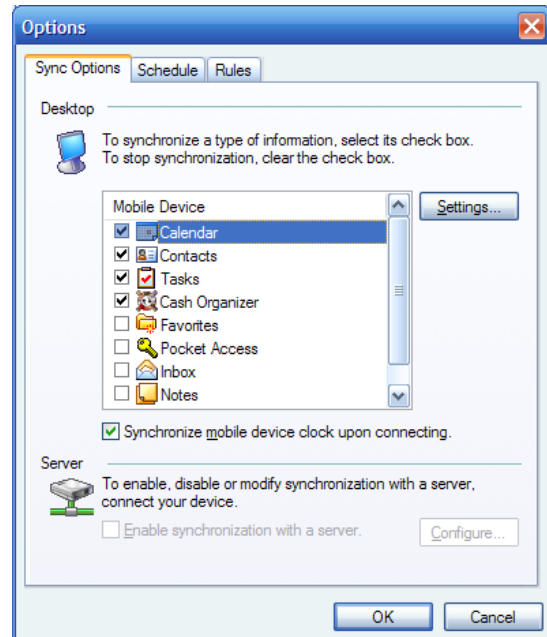 Options
Sync Options Schedule Rules
Desktop
To synchronize a type of information, select its check box.
To stop synchronization, clear the check box.
Mobile Device
Settings...
Calendar
Contacts
Tasks
Cash Organizer
Favorites
Pocket Access
Inbox
Notes
Synchronize mobile device clock upon connecting.
Server
To enable, disable or modify synchronization with a server,
connect your device.
Enable synchronization with a server.
Configure...
OK Cancel